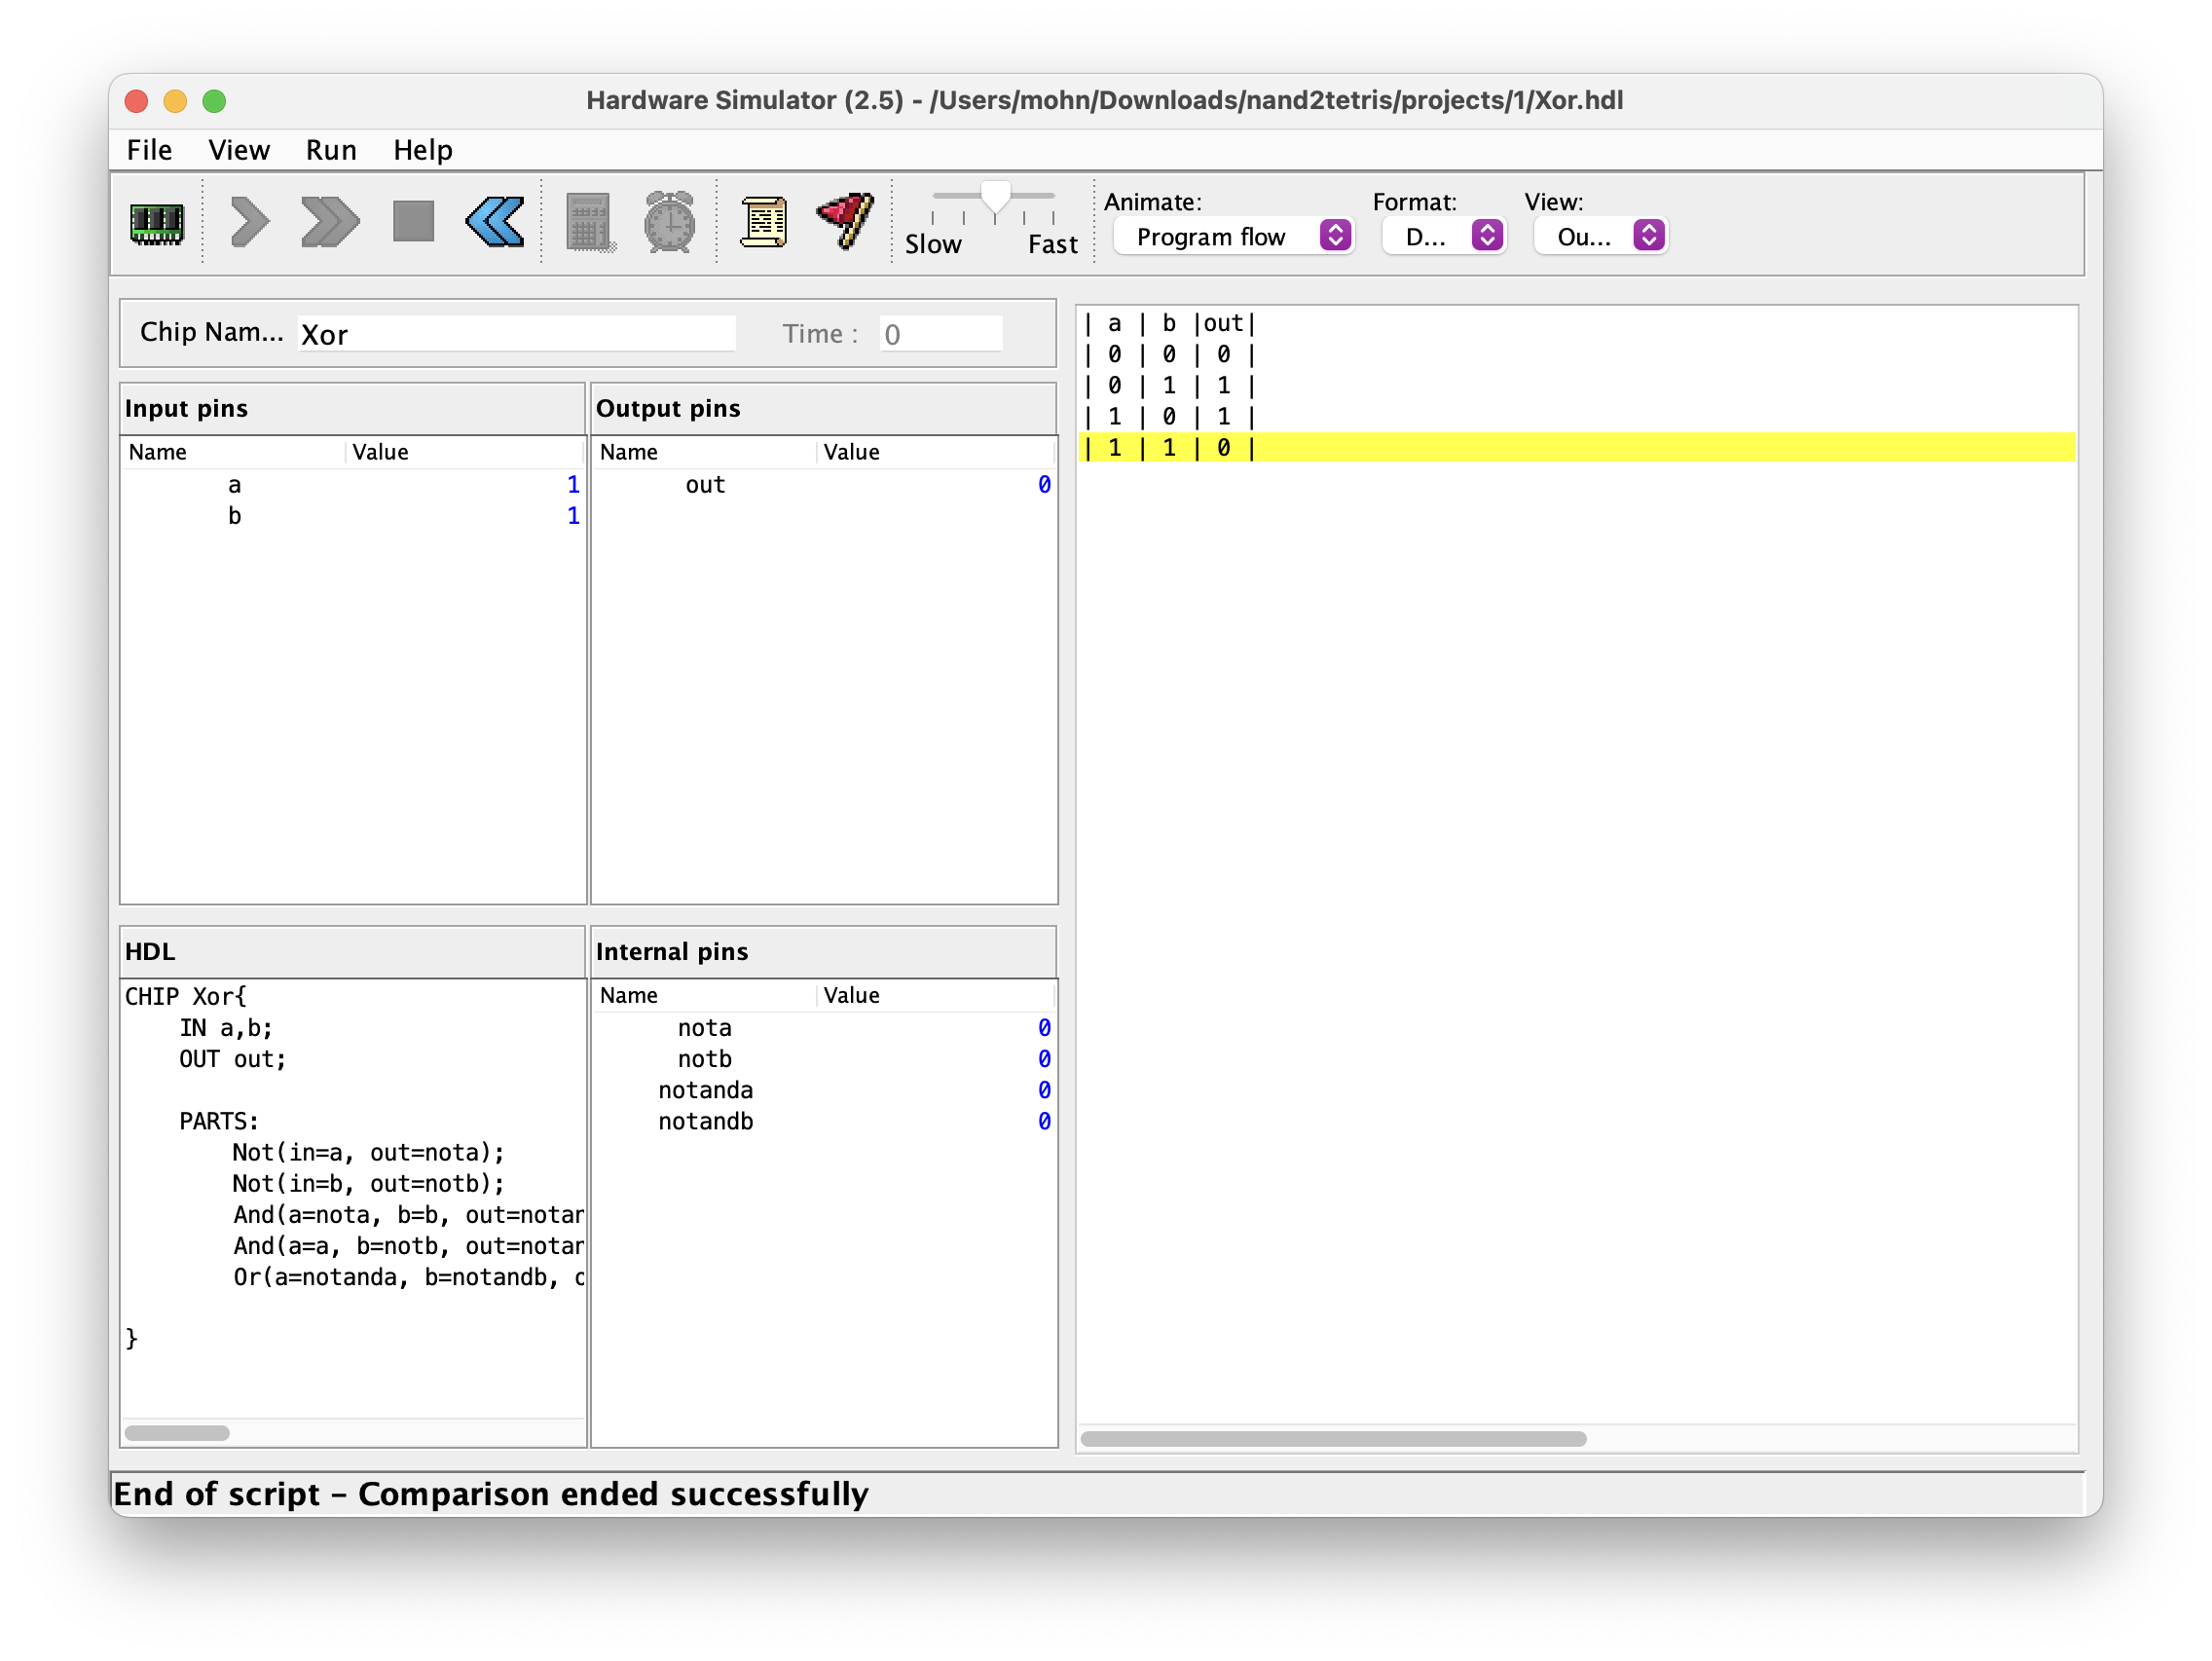 Hardware Simulator (2.5) - /Users/mohn/Downloads/nand2tetris/projects/1/Xor.hdl
File View Run Help
Slow Fast
Animate: Format: View:
Program flow D... Ou...
Chip Nam... Xor Time : 0
Input pins
Name Value
a 1
b 1
Output pins
Name Value
out 0
HDL
CHIP Xor{
IN a,b;
OUT out;
PARTS:
Not(in=a, out=nota);
Not(in=b, out=notb);
And(a=nota, b=b, out=notan
And(a=a, b=notb, out=notan
Or(a=notanda, b=notandb, o
}
Internal pins
Name Value
nota 0
notb 0
notanda 0
notandb 0
| a | b |out|
| 0 | 0 | 0 |
| 0 | 1 | 1 |
| 1 | 0 | 1 |
| 1 | 1 | 0 |
End of script - Comparison ended successfully